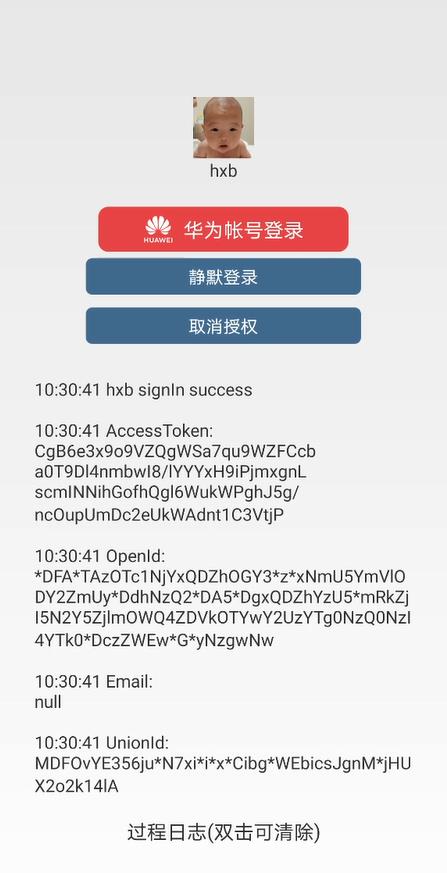 hxb
HUAWEI 华为帐号登录
静默登录
取消授权
10:30:41 hxb signIn success
10:30:41 AccessToken:
CgB6e3x9o9VZQgWSa7qu9WZFCcb
a0T9Dl4nmbwI8/lYYYxH9iPjmxgnL
scmINNihGofhQgl6WukWPghJ5g/
ncOupUmDc2eUkWAdnt1C3VtjP
10:30:41 OpenId:
*DFA*TAzOTc1NjYxQDZhOGY3*z*xNmU5YmVlO
DY2ZmUy*DdhNzQ2*DA5*DgxQDZhYzU5*mRkZj
I5N2Y5ZjlmOWQ4ZDVkOTYwY2UzYTg0NzQ0NzI
4YTk0*DczZWEw*G*yNzgwNw
10:30:41 Email:
null
10:30:41 UnionId:
MDFOvYE356ju*N7xi*i*x*Cibg*WEbicsJgnM*jHU
X2o2k14lA
过程日志(双击可清除)